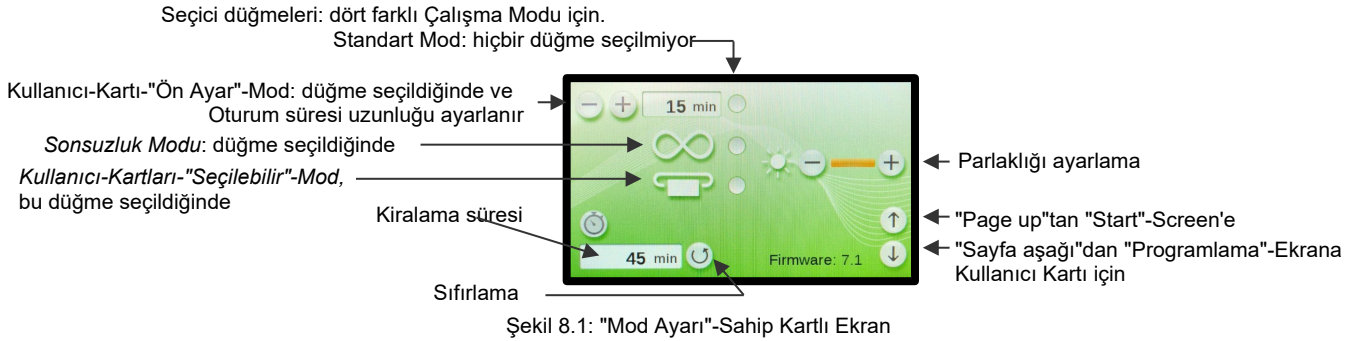 Seçici düğmeleri: dört farklı Çalışma Modu için.
Standart Mod: hiçbir düğme seçilmiyor
Kullanıcı-Kartı-"Ön Ayar"-Mod: düğme seçildiğinde ve
Oturum süresi uzunluğu ayarlanır
Sonsuzluk Modu: düğme seçildiğinde
Kullanıcı-Kartları-"Seçilebilir"-Mod,
bu düğme seçildiğinde
Kiralama süresi
Sıfırlama
15 min
45 min
Firmware: 7.1
Parlaklığı ayarlama
"Page up"tan "Start"-Screen'e
"Sayfa aşağı"dan "Programlama"-Ekrana
Kullanıcı Kartı için
Şekil 8.1: "Mod Ayarı"-Sahip Kartlı Ekran